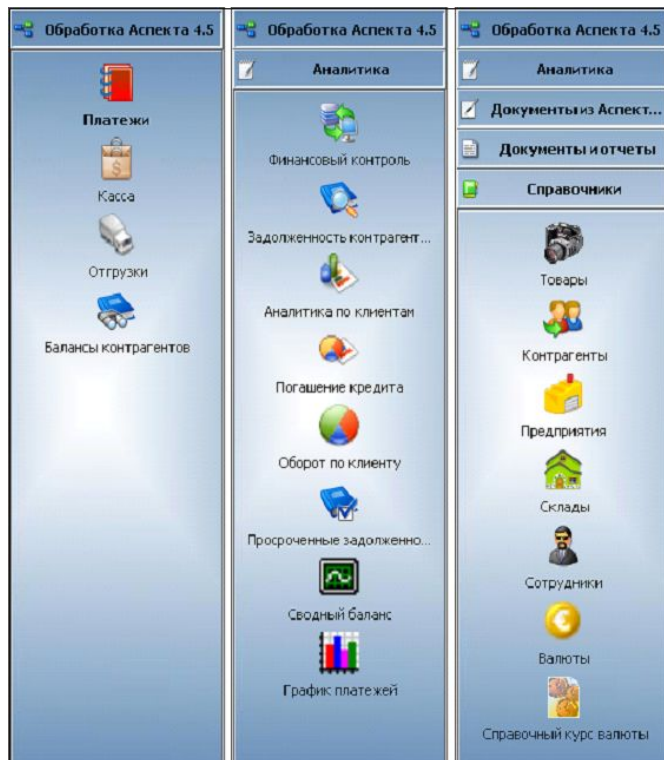 Обработка Аспекта 4.5
Платежи
Касса
Отгрузки
Балансы контрагентов
Обработка Аспекта 4.5
Аналитика
Финансовый контроль
Задолженность контрагент...
Аналитика по клиентам
Погашение кредита
Оборот по клиенту
Просроченные задолженно...
Сводный баланс
График платежей
Обработка Аспекта 4.5
Аналитика
Документы из Аспект...
Документы и отчеты
Справочники
Товары
Контрагенты
Предприятия
Склады
Сотрудники
Валюты
Справочный курс валюты